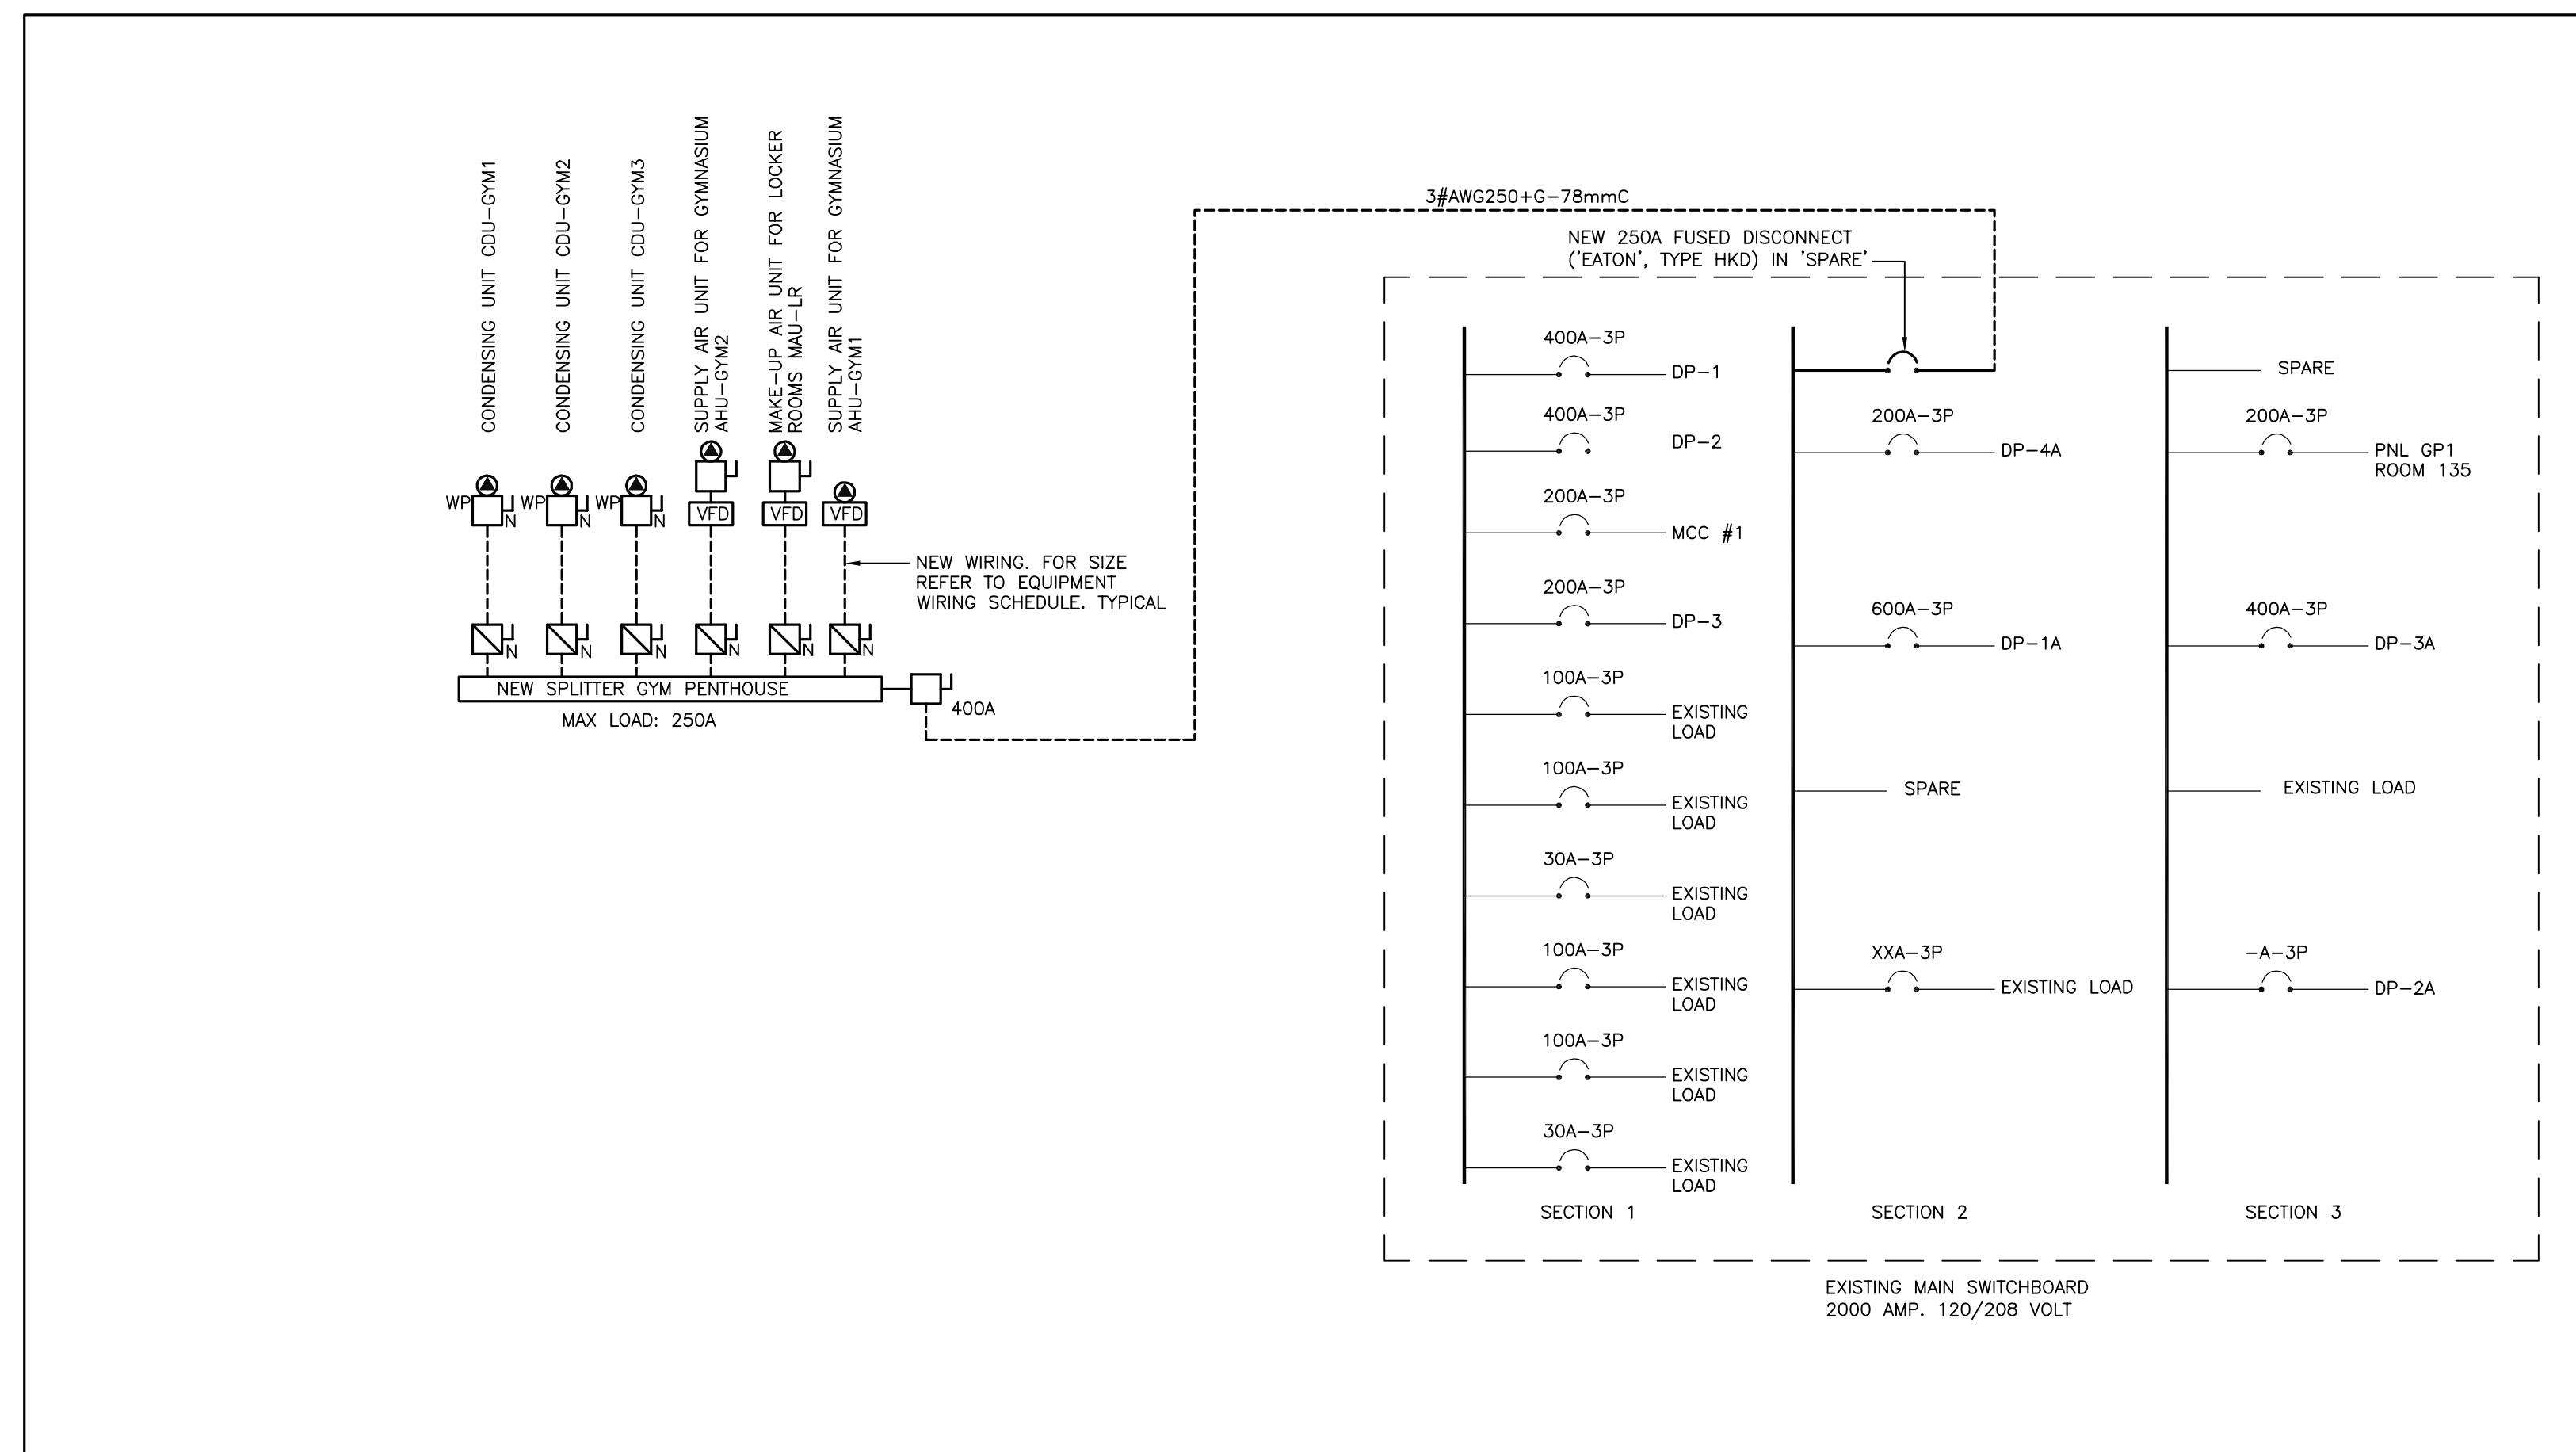 CONDENSING UNIT CDU-GYM1
CONDENSING UNIT CDU-GYM2
CONDENSING UNIT CDU-GYM3
SUPPLY AIR UNIT FOR GYMNASIUM
AHU-GYM2
MAKE-UP AIR UNIT FOR LOCKER
ROOMS MAU-LR
SUPPLY AIR UNIT FOR GYMNASIUM
AHU-GYM1
WP
N
WP
N
WP
N
VFD
VFD
VFD
NEW WIRING. FOR SIZE
REFER TO EQUIPMENT
WIRING SCHEDULE. TYPICAL
N
N
N
N
N
N
NEW SPLITTER GYM PENTHOUSE
MAX LOAD: 250A
400A
3#AWG250+G-78mmC
NEW 250A FUSED DISCONNECT
('EATON', TYPE HKD) IN 'SPARE'
400A-3P
DP-1
400A-3P
DP-2
200A-3P
MCC #1
200A-3P
DP-3
100A-3P
EXISTING
LOAD
100A-3P
EXISTING
LOAD
30A-3P
EXISTING
LOAD
100A-3P
EXISTING
LOAD
100A-3P
EXISTING
LOAD
30A-3P
EXISTING
LOAD
SECTION 1
200A-3P
DP-4A
600A-3P
DP-1A
SPARE
XXA-3P
EXISTING LOAD
SECTION 2
SPARE
200A-3P
PNL GP1
ROOM 135
400A-3P
DP-3A
EXISTING LOAD
-A-3P
DP-2A
SECTION 3
EXISTING MAIN SWITCHBOARD
2000 AMP. 120/208 VOLT